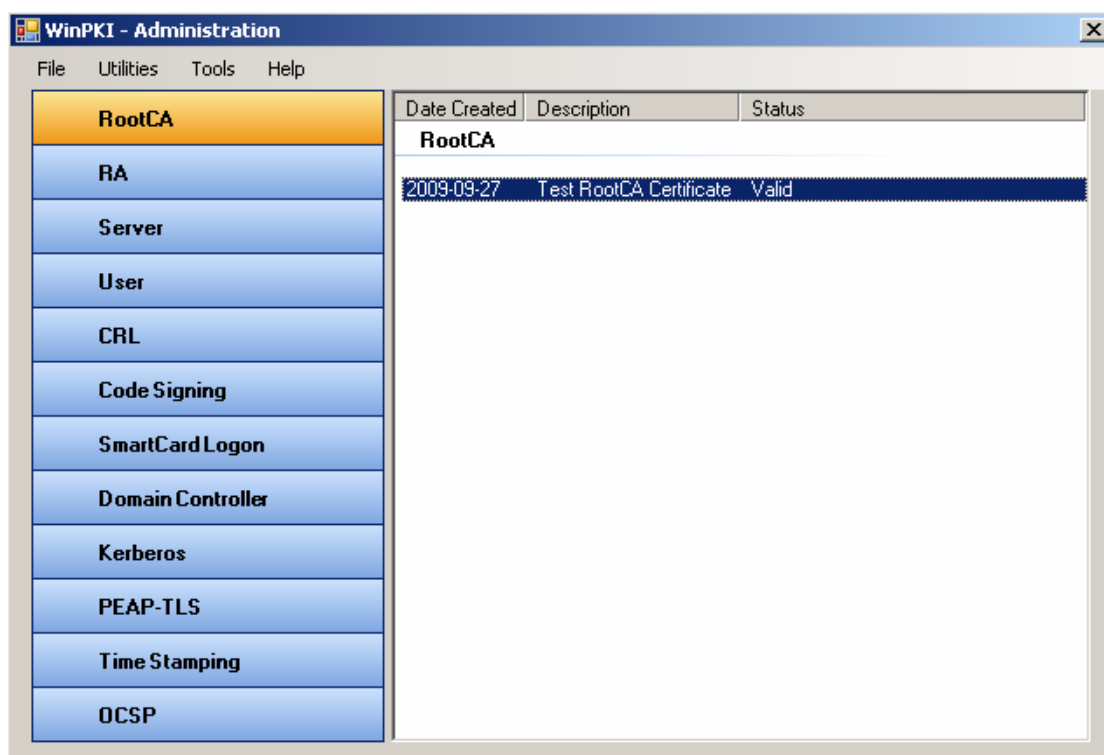 WinPKI - Administration
File Utilities Tools Help
RootCA
RA
Server
User
CRL
Code Signing
SmartCard Logon
Domain Controller
Kerberos
PEAP-TLS
Time Stamping
OCSP
Date Created Description Status
RootCA
2009-09-27 Test RootCA Certificate Valid